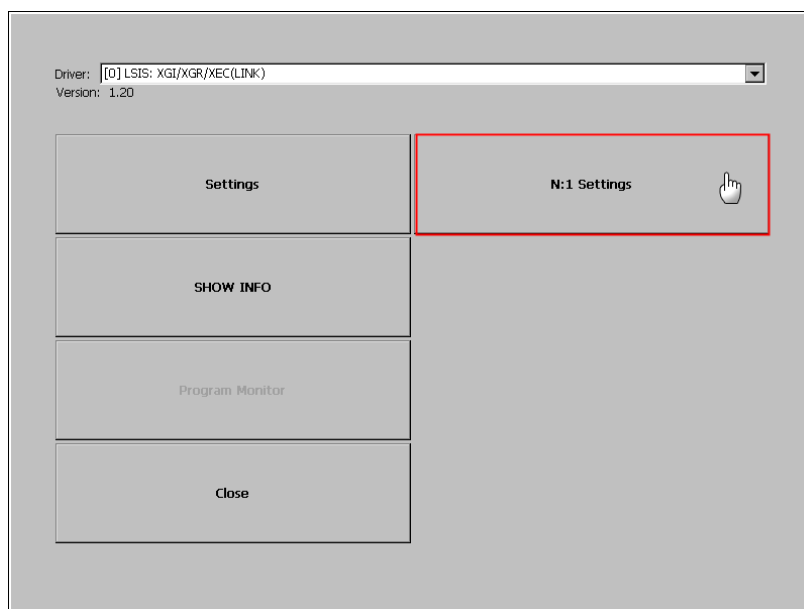 Driver: [0] LSIS: XGI/XGR/XEC(LINK)
Version: 1.20
Settings
N:1 Settings
SHOW INFO
Program Monitor
Close